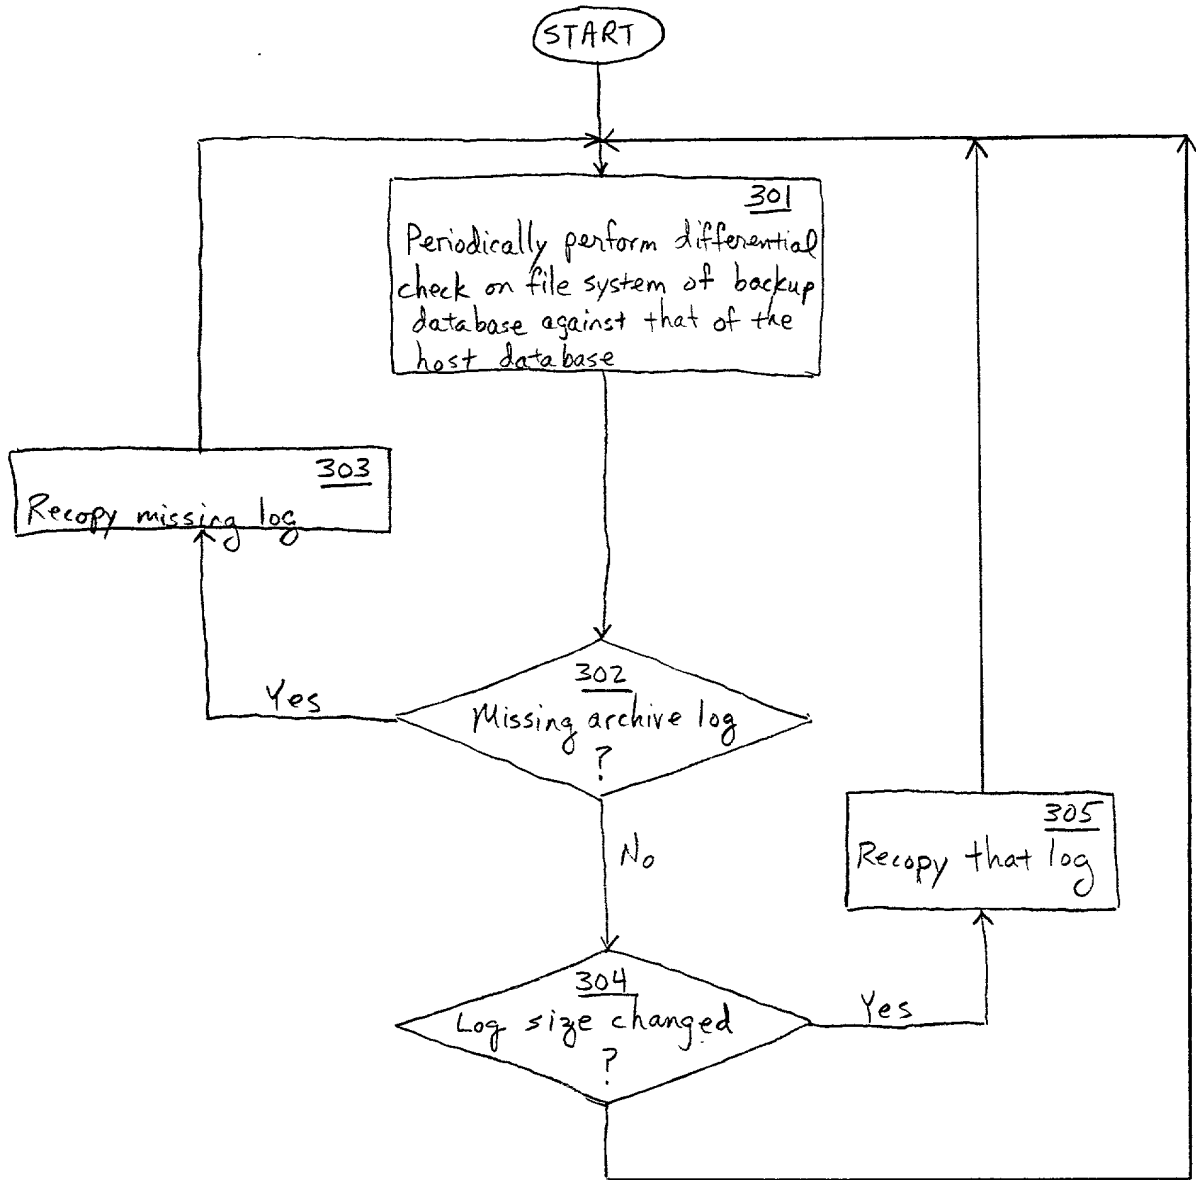 START
301
Periodically perform differential
check on file system of backup
database against that of the
host database
303
Recopy missing log
302
Yes
Missing archive log
?
305
No
Recopy that log
304
Yes
Log size changed
?